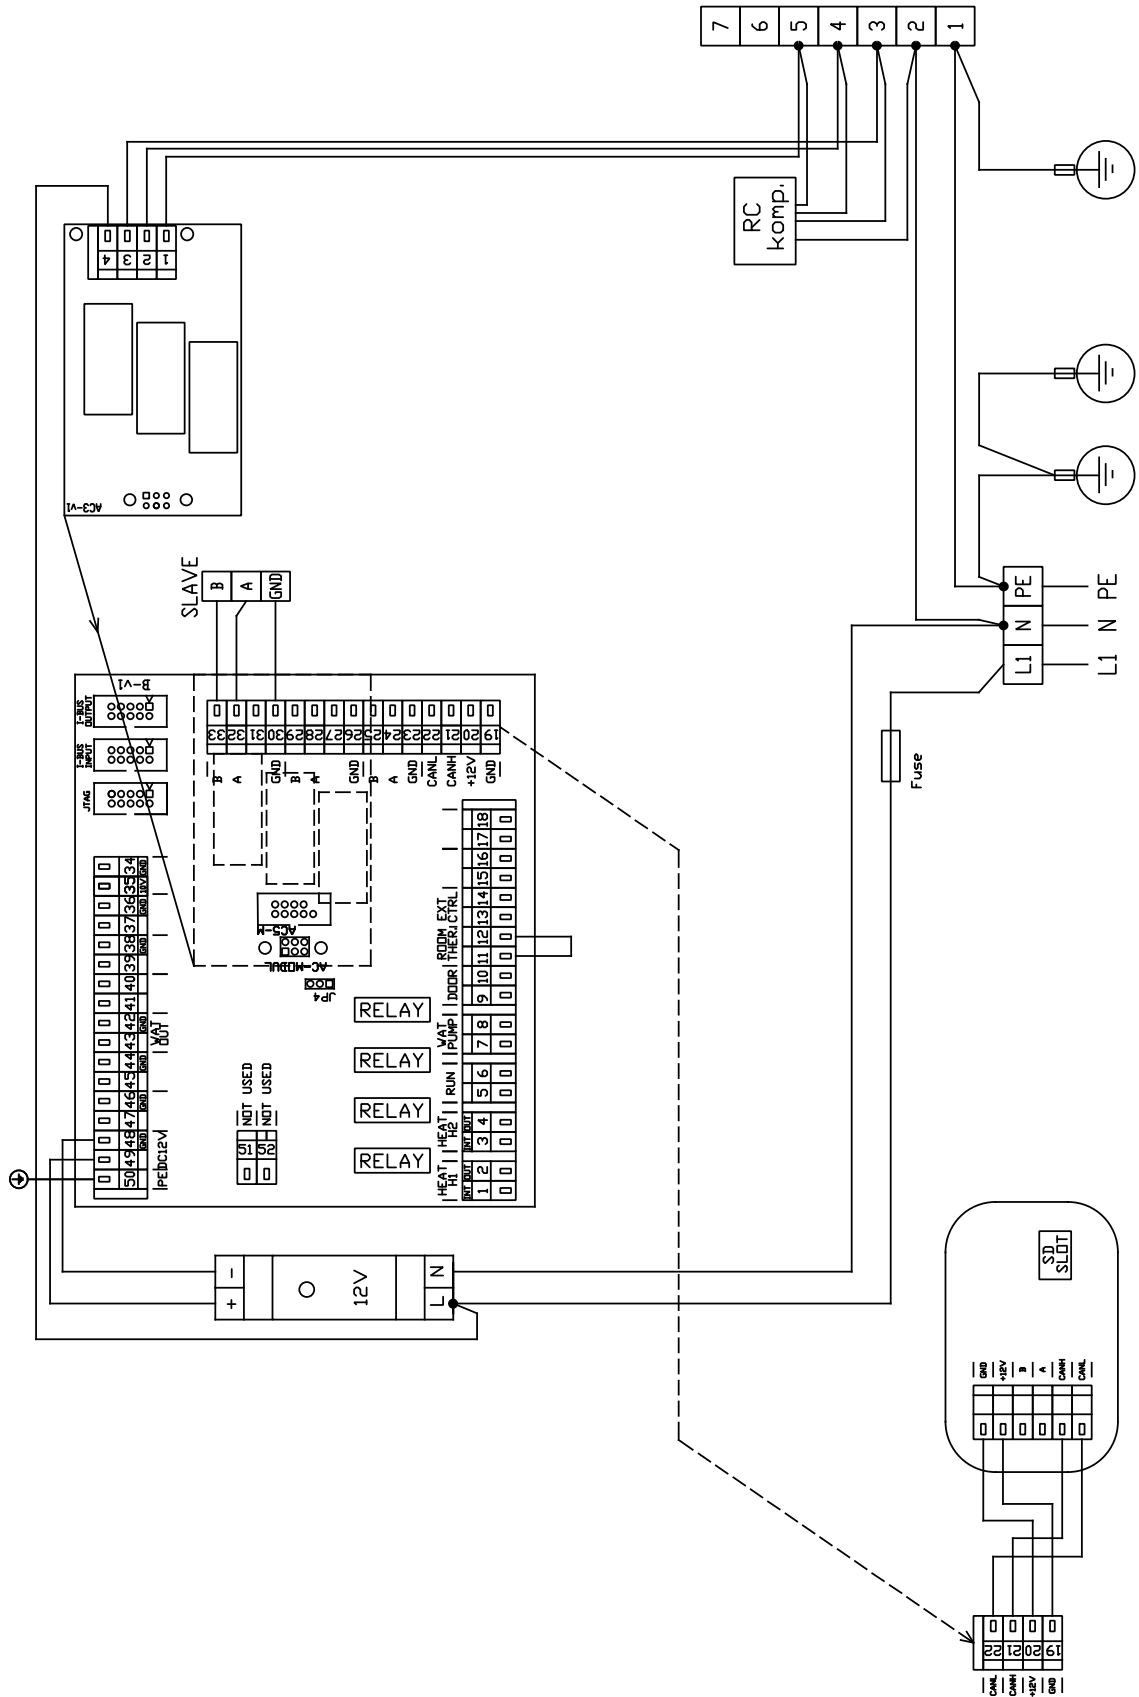 7 6 5 4 3 2 1
RC
komp.
4 3 2 1
AC3-v1
SLAVE
B
A
GND
B-v1
I-BUS
OUTPUT
I-BUS
INPUT
JTAG
33 32 31 30 29 28 27 26 25 24 23 22 21 20 19
B
A
GND
B
A
GND
B
A
GND
CANL
CANH
+12V
GND
34 35 36 37 38 39 40 41 42 43 44 45 46 47 48 49 50
GND
10V
GND
GND
GND
GND
GND
GND
WAT
OUT
DC12V
PE
AC5-M
AC-MODUL
JP4
RELAY
RELAY
RELAY
RELAY
NOT USED
NOT USED
51
52
18 17 16 15 14 13 12 11 10 9 8 7 6 5 4 3 2 1
EXT
CTRL
ROOM
THER.
DOOR
WAT
PUMP
RUN
HEAT
H2
INT OUT
HEAT
H1
INT OUT
- +
12V
N
L
PE
N
L1
PE
N
L1
Fuse
SD
SLOT
GND
+12V
B
A
CANH
CANL
22 21 20 19
CANL
CANH
+12V
GND